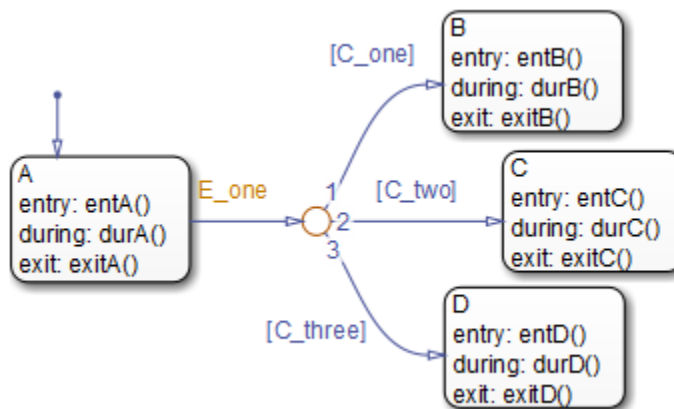 B
entry: entB()
during: durB()
exit: exitB()
[C_one]
A
entry: entA()
during: durA()
exit: exitA()
E_one
1
2
3
[C_two]
C
entry: entC()
during: durC()
exit: exitC()
[C_three]
D
entry: entD()
during: durD()
exit: exitD()